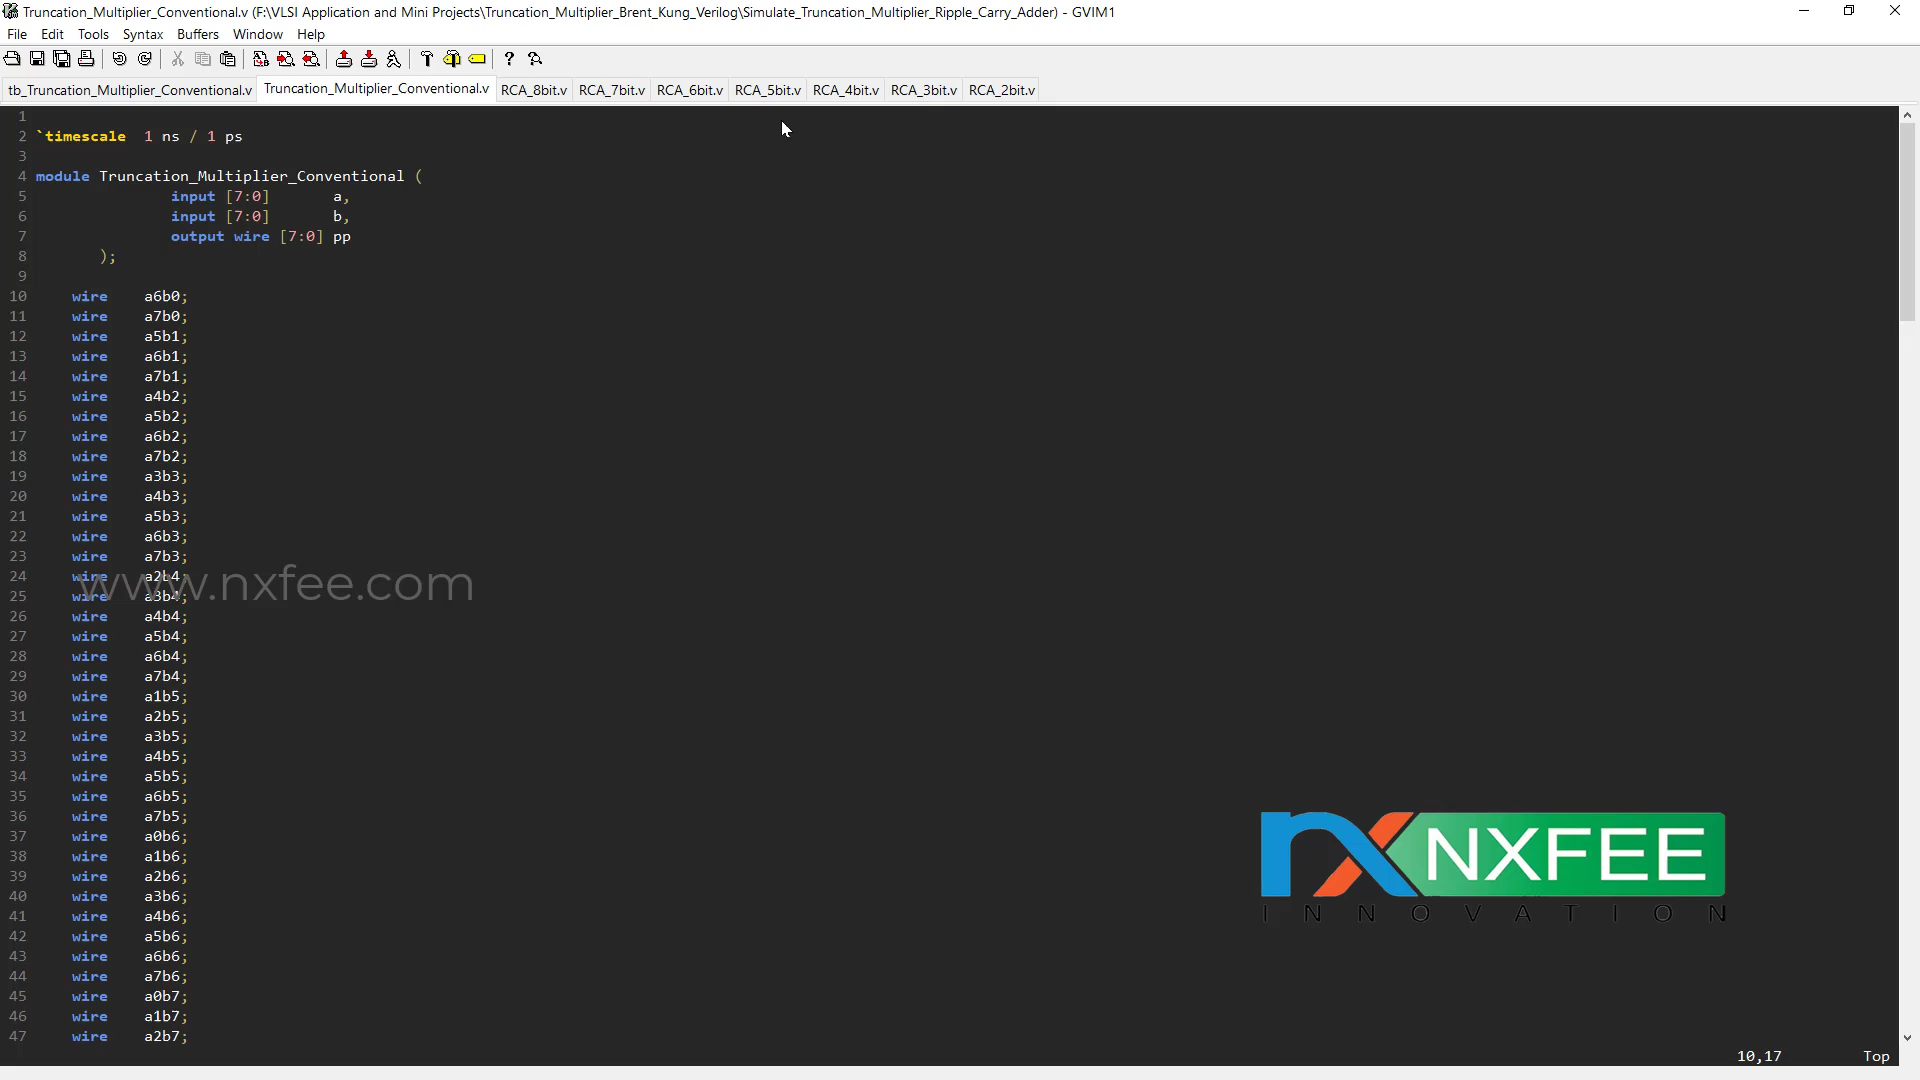 Truncation_Multiplier_Conventional.v (F:\VLSI Application and Mini Projects\Truncation_Multiplier_Brent_Kung_Verilog\Simulate_Truncation_Multiplier_Ripple_Carry_Adder) - GVIM1
File Edit Tools Syntax Buffers Window Help
tb_Truncation_Multiplier_Conventional.v Truncation_Multiplier_Conventional.v RCA_8bit.v RCA_7bit.v RCA_6bit.v RCA_5bit.v RCA_4bit.v RCA_3bit.v RCA_2bit.v
1
2 `timescale 1 ns / 1 ps
3
4 module Truncation_Multiplier_Conventional (
5 input [7:0] a,
6 input [7:0] b,
7 output wire [7:0] pp
8 );
9
10 wire a6b0;
11 wire a7b0;
12 wire a5b1;
13 wire a6b1;
14 wire a7b1;
15 wire a4b2;
16 wire a5b2;
17 wire a6b2;
18 wire a7b2;
19 wire a3b3;
20 wire a4b3;
21 wire a5b3;
22 wire a6b3;
23 wire a7b3;
24 wire a2b4;
www.nxfee.com
25 wire a3b4;
26 wire a4b4;
27 wire a5b4;
28 wire a6b4;
29 wire a7b4;
30 wire a1b5;
31 wire a2b5;
32 wire a3b5;
33 wire a4b5;
34 wire a5b5;
35 wire a6b5;
36 wire a7b5;
37 wire a0b6;
38 wire a1b6;
39 wire a2b6;
40 wire a3b6;
41 wire a4b6;
42 wire a5b6;
43 wire a6b6;
44 wire a7b6;
45 wire a0b7;
46 wire a1b7;
47 wire a2b7;
nx NXFEE
INNOVATION
10,17 Top